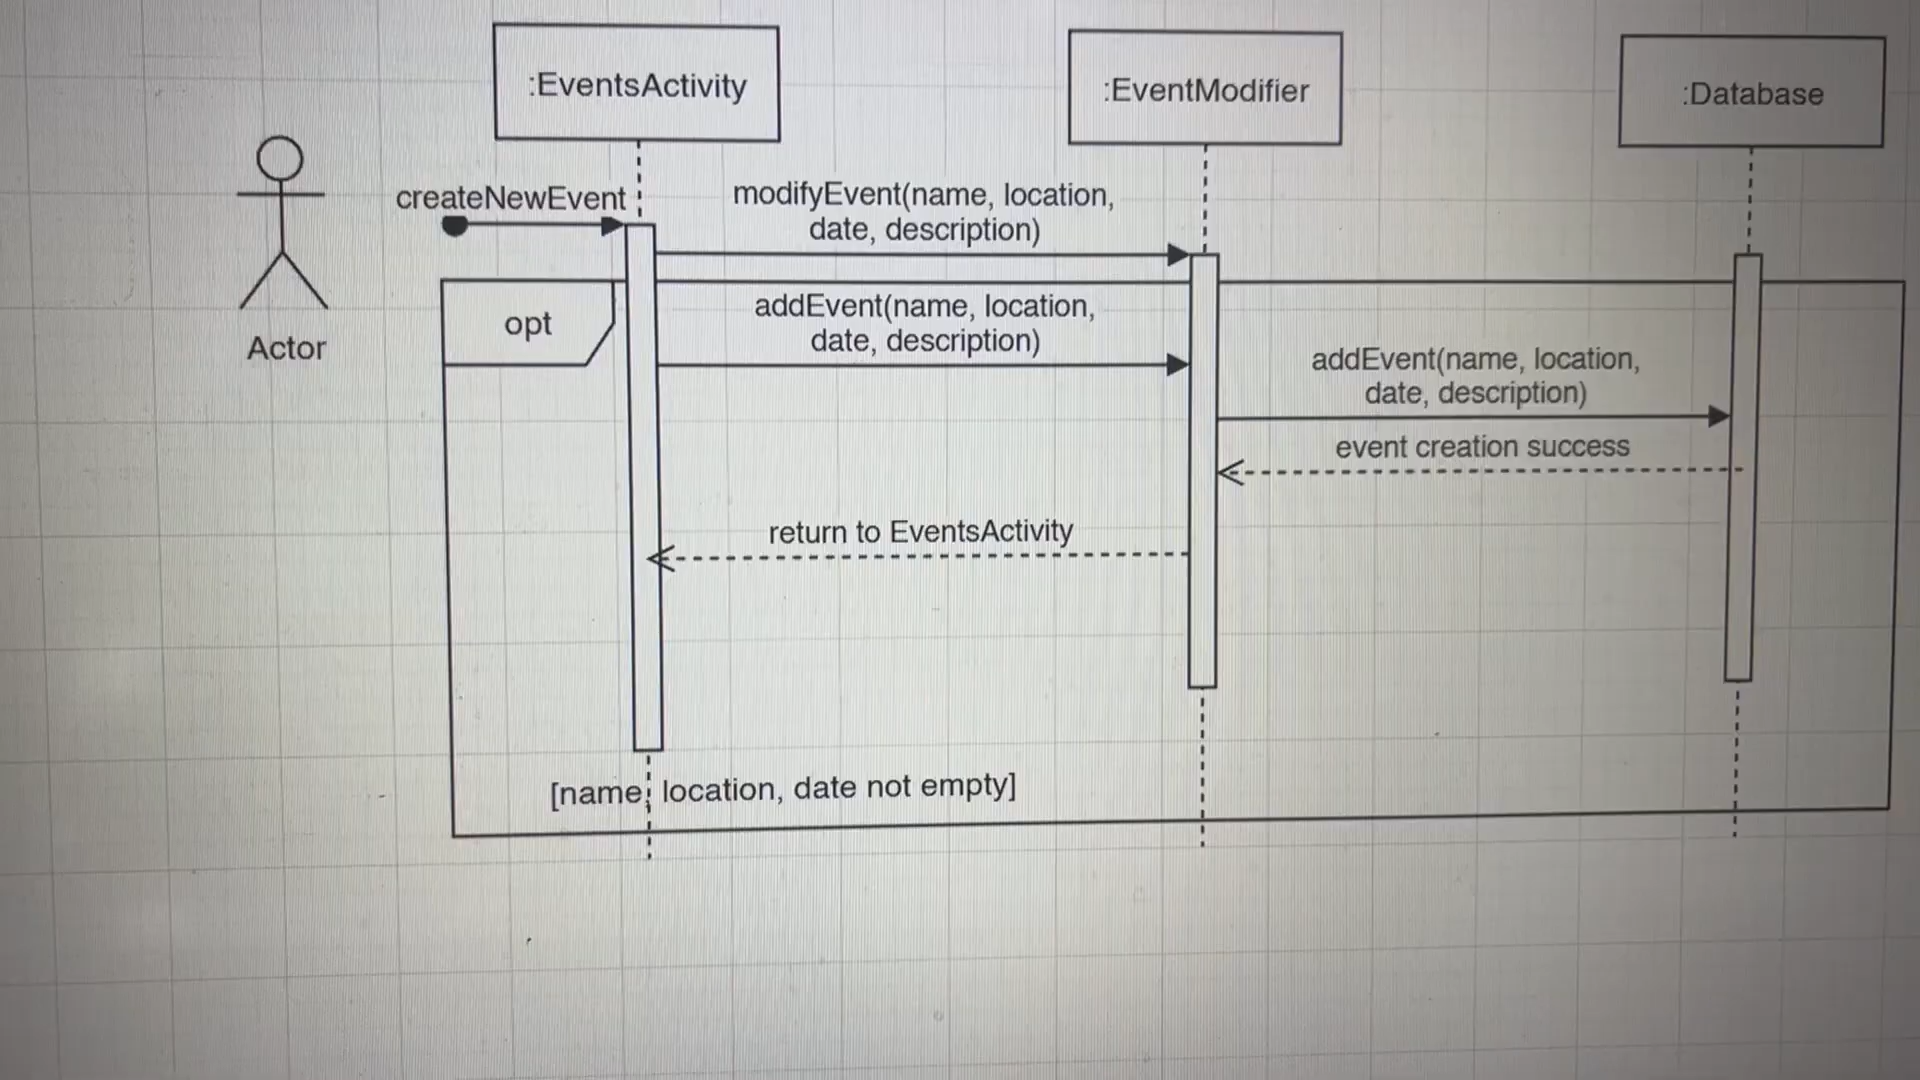 :EventsActivity
:EventModifier
:Database
createNewEvent
modifyEvent(name, location,
date, description)
opt
addEvent(name, location,
date, description)
Actor
addEvent(name, location,
date, description)
event creation success
return to EventsActivity
[name, location, date not empty]